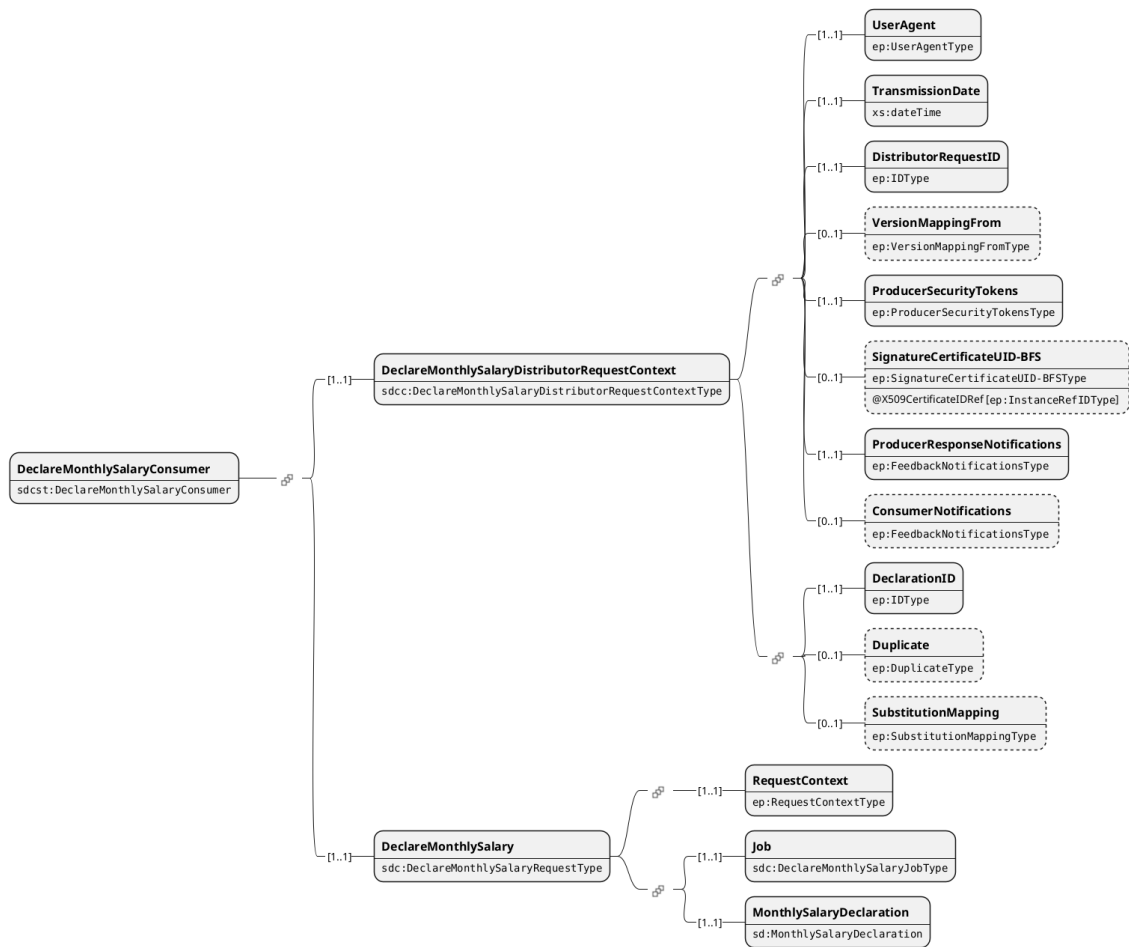 DeclareMonthlySalaryConsumer
sdcst:DeclareMonthlySalaryConsumer
[1..1]
DeclareMonthlySalaryDistributorRequestContext
sdcc:DeclareMonthlySalaryDistributorRequestContextType
[1..1]
UserAgent
ep:UserAgentType
[1..1]
TransmissionDate
xs:dateTime
[1..1]
DistributorRequestID
ep:IDType
[0..1]
VersionMappingFrom
ep:VersionMappingFromType
[1..1]
ProducerSecurityTokens
ep:ProducerSecurityTokensType
[0..1]
SignatureCertificateUID-BFS
ep:SignatureCertificateUID-BFSType
@X509CertificateIDRef [ep:InstanceRefIDType]
[1..1]
ProducerResponseNotifications
ep:FeedbackNotificationsType
[0..1]
ConsumerNotifications
ep:FeedbackNotificationsType
[1..1]
DeclarationID
ep:IDType
[0..1]
Duplicate
ep:DuplicateType
[0..1]
SubstitutionMapping
ep:SubstitutionMappingType
[1..1]
DeclareMonthlySalary
sdc:DeclareMonthlySalaryRequestType
[1..1]
RequestContext
ep:RequestContextType
[1..1]
Job
sdc:DeclareMonthlySalaryJobType
[1..1]
MonthlySalaryDeclaration
sd:MonthlySalaryDeclaration